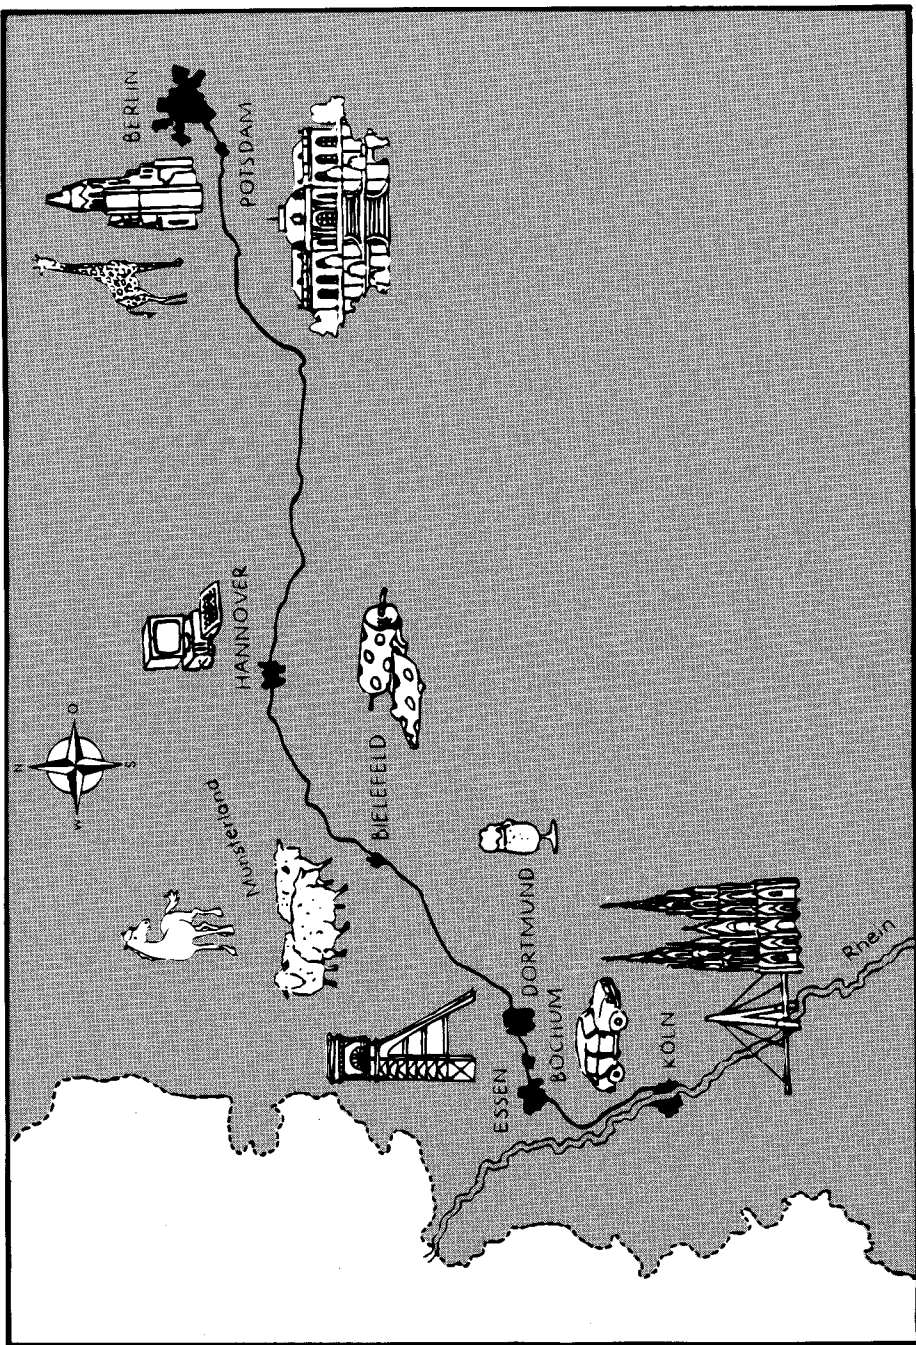 N
W O
S
BERLIN
Münsterland
HANNOVER
POTSDAM
BIELEFELD
ESSEN
DORTMUND
BOCHUM
KÖLN
Rhein